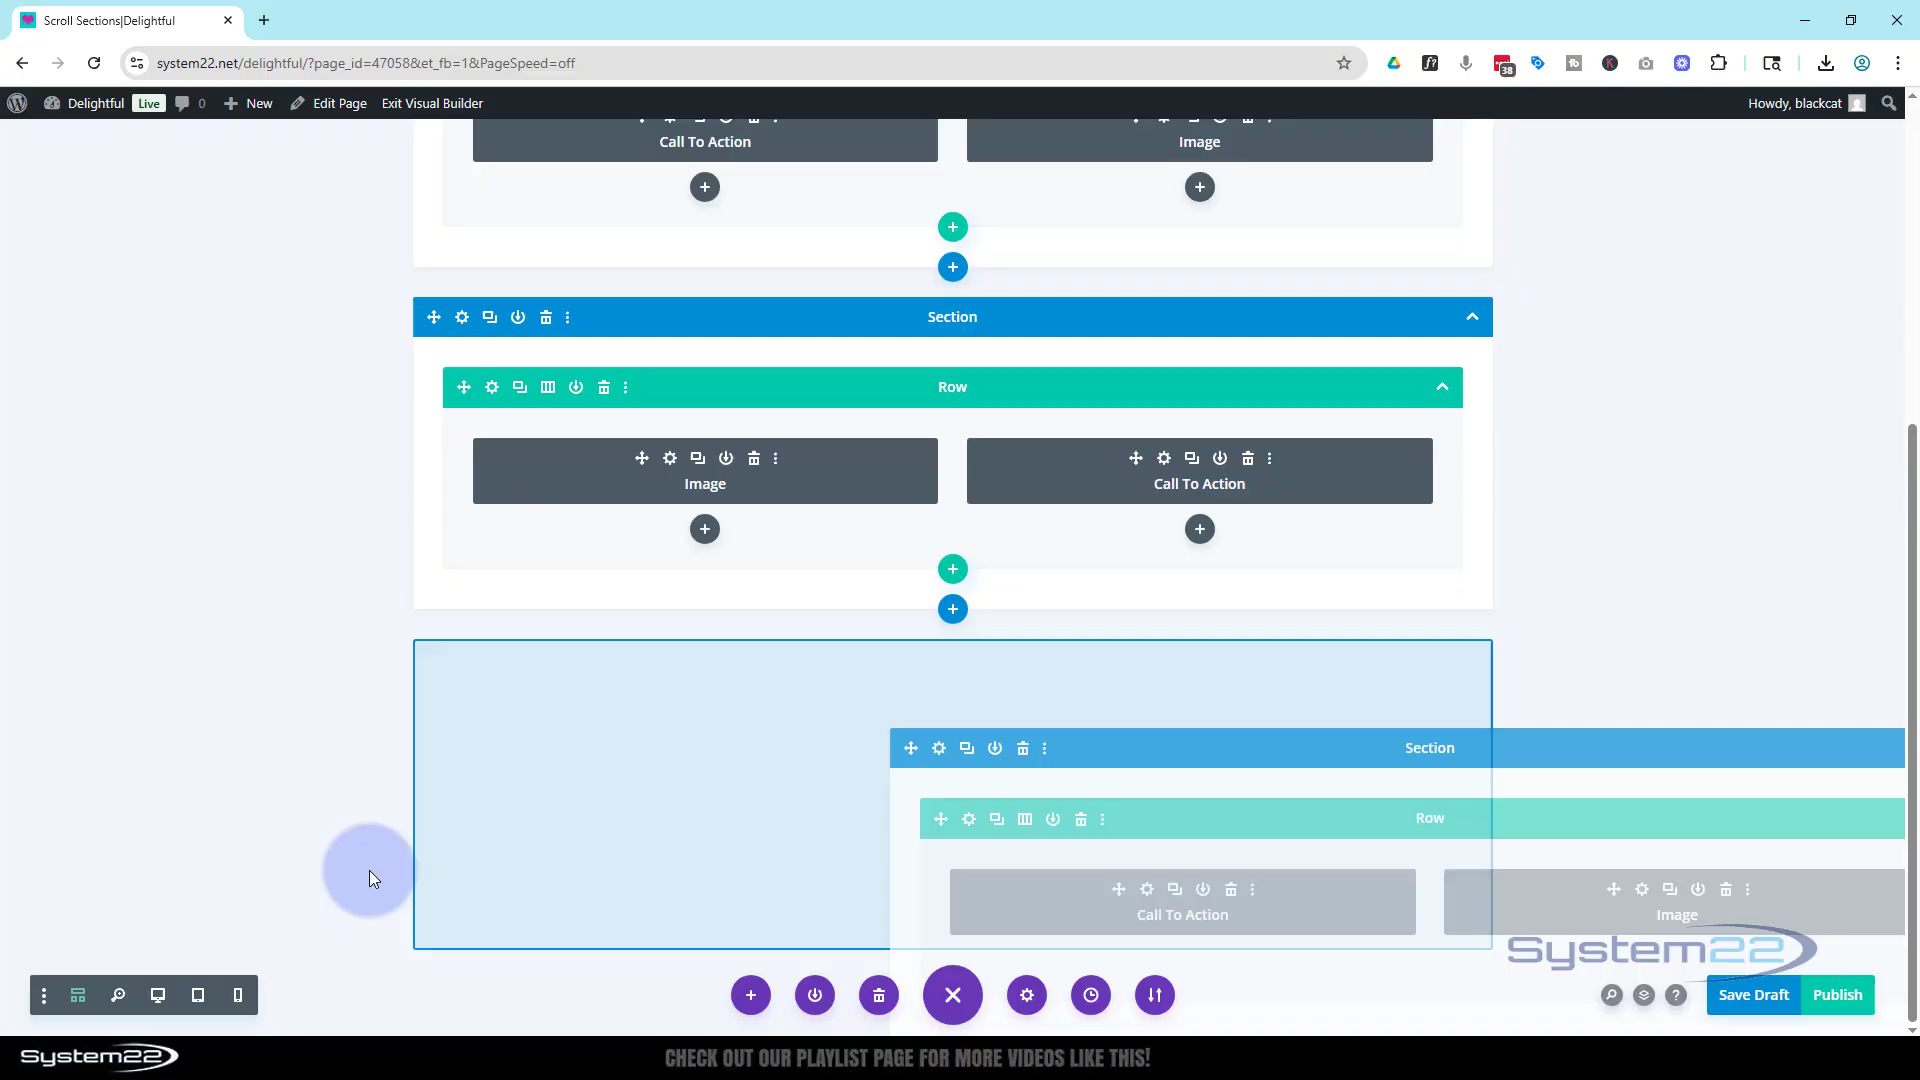 Scroll Sections|Delightful
system22.net/delightful/?page_id=47058&et_fb=1&PageSpeed=off
38
Delightful Live 0 New Edit Page Exit Visual Builder Howdy, blackcat
Call To Action Image
Section
Row
Image Call To Action
Section
Row
Call To Action Image
System22
Save Draft Publish
System22 CHECK OUT OUR PLAYLIST PAGE FOR MORE VIDEOS LIKE THIS!